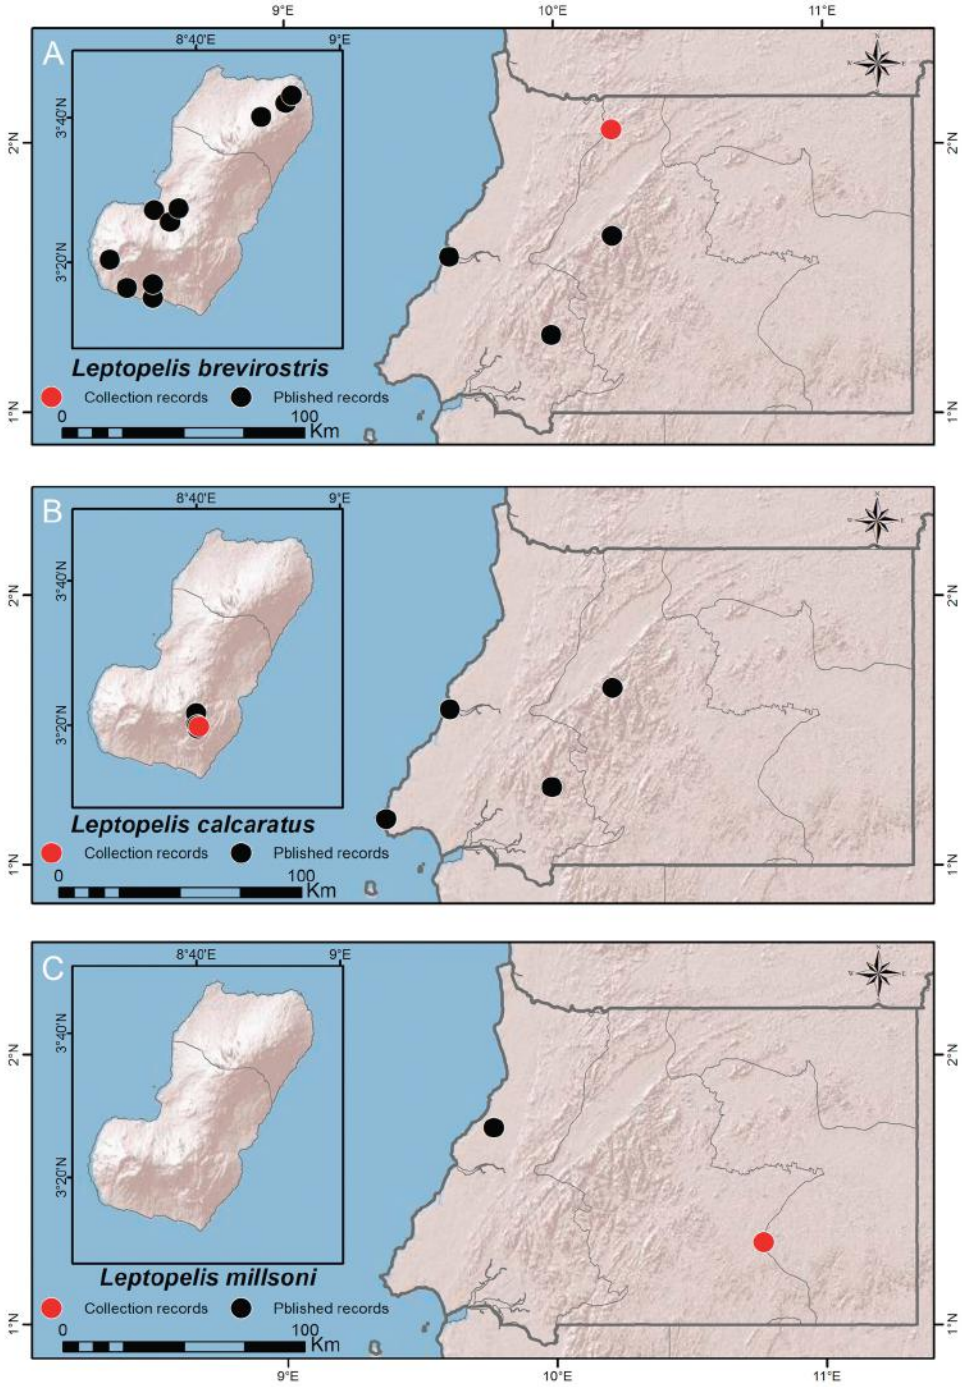 9°E 10°E 11°E
A
8°40'E 9°E
3°40'N
3°20'N
2°N
1°N
2°N
1°N
N
Leptopelis brevirostris
Collection records Pblished records
0 100
Km
B
8°40'E 9°E
3°40'N
3°20'N
2°N
1°N
2°N
1°N
N
W E
Leptopelis calcaratus
Collection records Pblished records
0 100
Km
C
8°40'E 9°E
3°40'N
3°20'N
2°N
1°N
2°N
1°N
N
W E
Leptopelis millsoni
Collection records Pblished records
0 100
Km
9°E 10°E 11°E